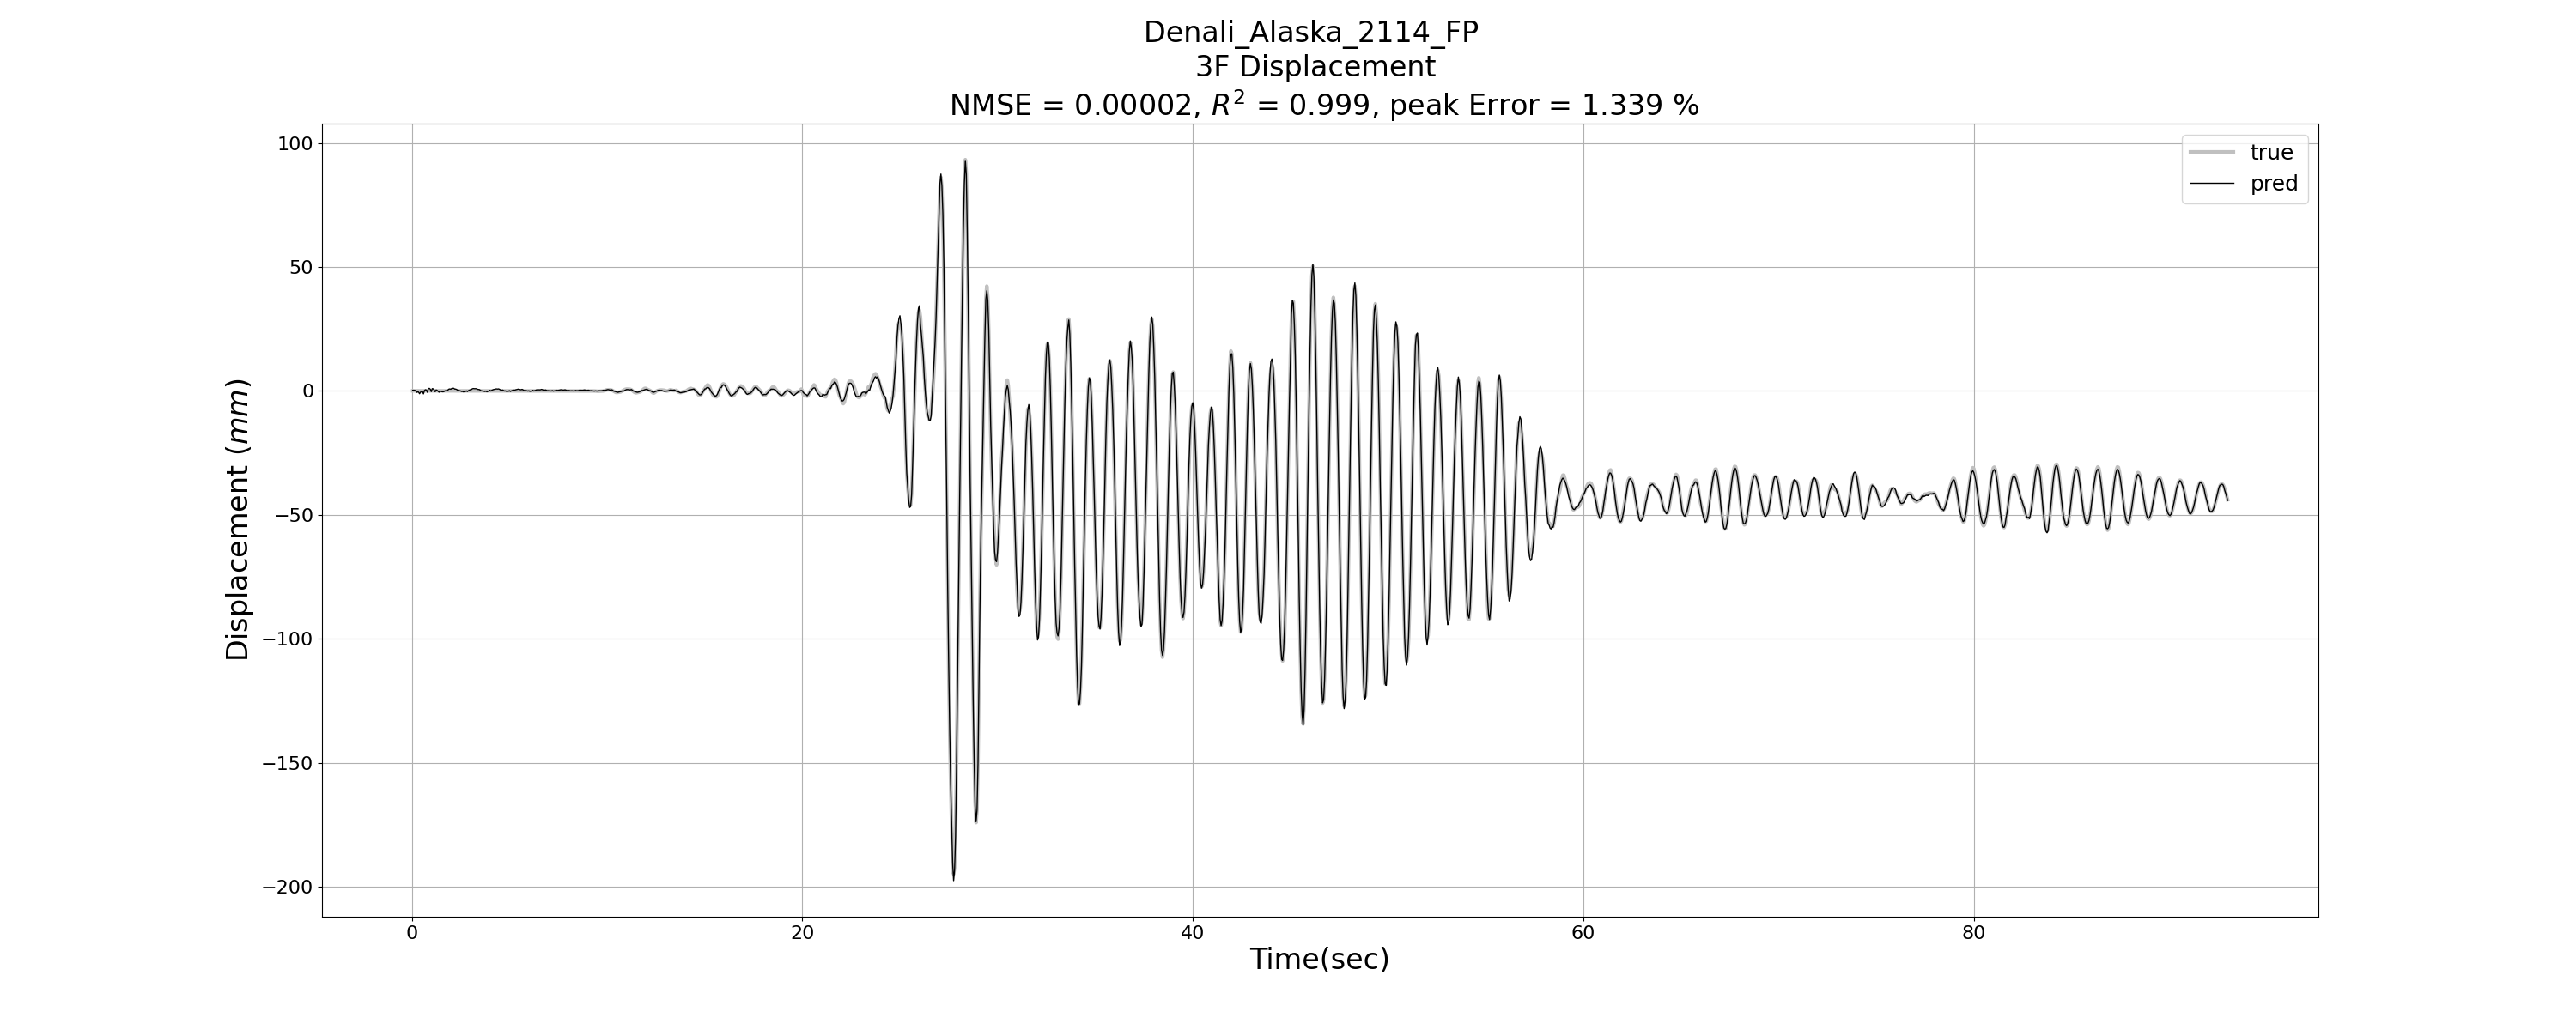 Denali_Alaska_2114_FP
3F Displacement
NMSE = 0.00002, R² = 0.999, peak Error = 1.339 %
100
50
0
−50
−100
−150
−200
Displacement (mm)
true
pred
0 20 40 60 80
Time(sec)